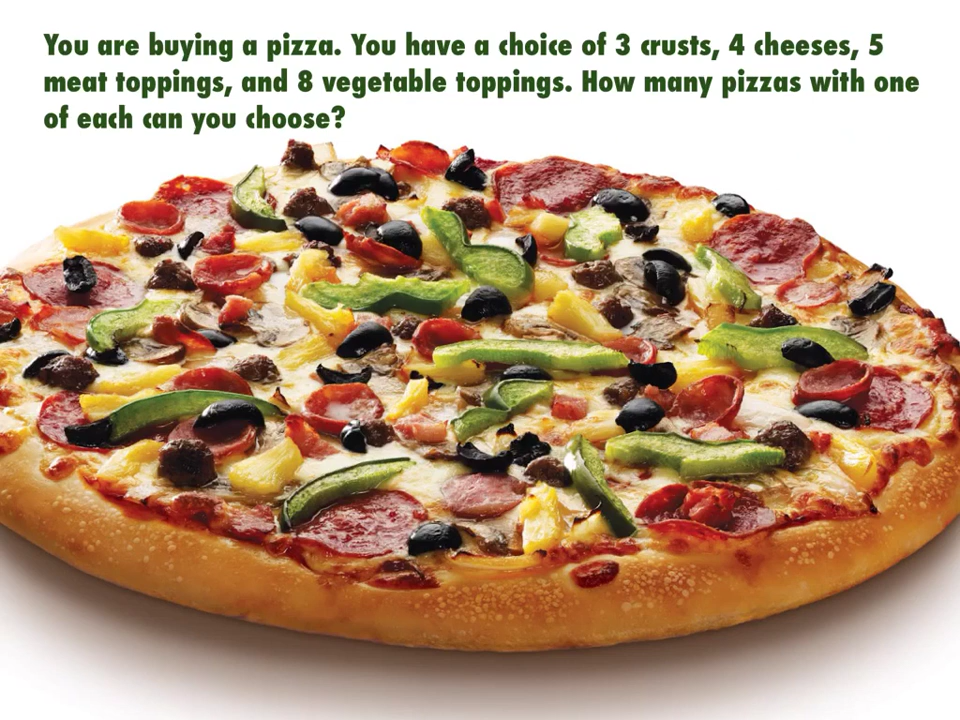 You are buying a pizza. You have a choice of 3 crusts, 4 cheeses, 5
meat toppings, and 8 vegetable toppings. How many pizzas with one
of each can you choose?